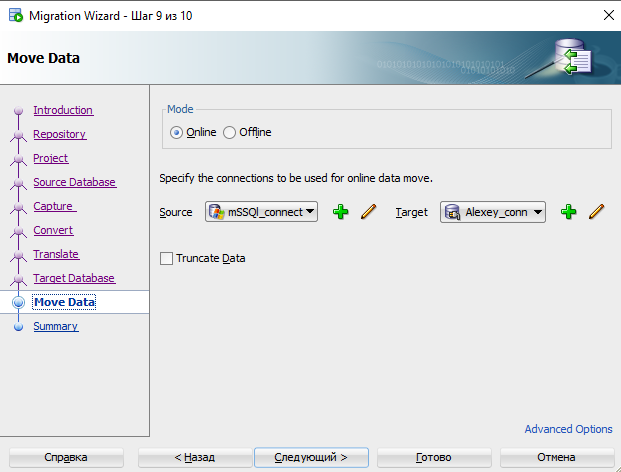 Migration Wizard - Шаг 9 из 10
Move Data
Introduction
Repository
Project
Source Database
Capture
Convert
Translate
Target Database
Move Data
Summary
Mode
Online Offline
Specify the connections to be used for online data move.
Source mSSQl_connect Target Alexey_conn
Truncate Data
Advanced Options
Справка < Назад Следующий > Готово Отмена